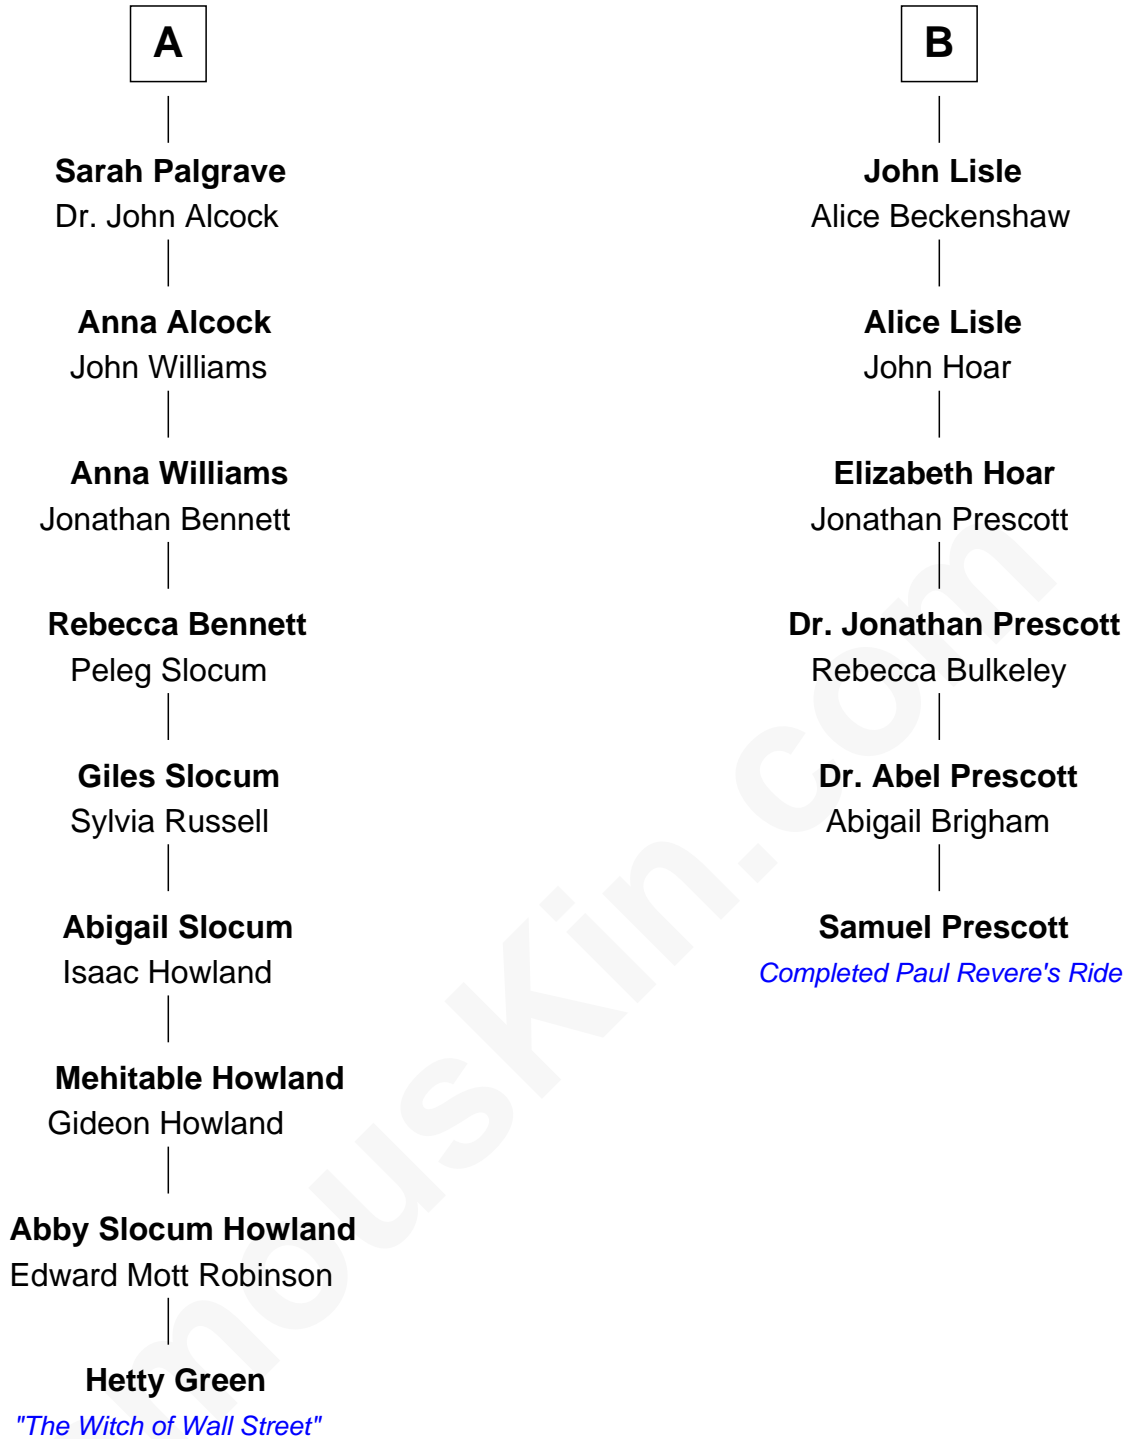 A
Sarah Palgrave
Dr. John Alcock
Anna Alcock
John Williams
Anna Williams
Jonathan Bennett
Rebecca Bennett
Peleg Slocum
Giles Slocum
Sylvia Russell
Abigail Slocum
Isaac Howland
Mehitable Howland
Gideon Howland
Abby Slocum Howland
Edward Mott Robinson
Hetty Green
"The Witch of Wall Street"
B
John Lisle
Alice Beckenshaw
Alice Lisle
John Hoar
Elizabeth Hoar
Jonathan Prescott
Dr. Jonathan Prescott
Rebecca Bulkeley
Dr. Abel Prescott
Abigail Brigham
Samuel Prescott
Completed Paul Revere's Ride
mousKin.com